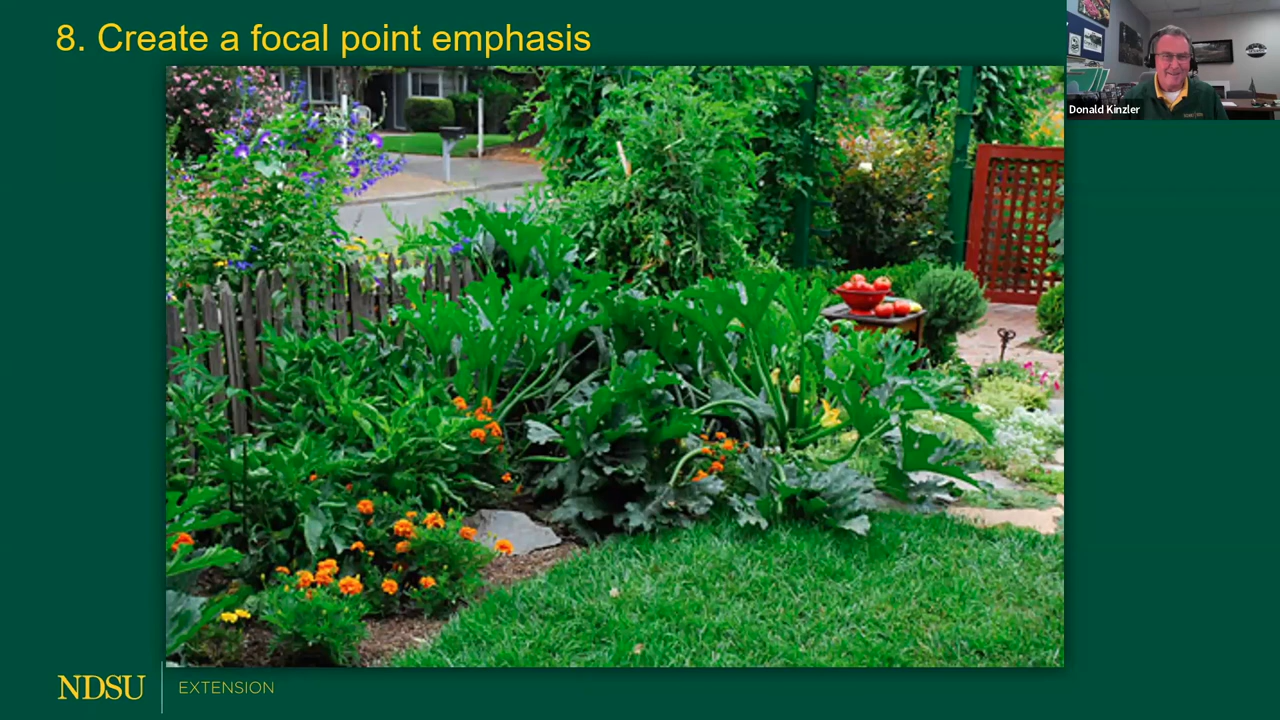 8. Create a focal point emphasis
Donald Kinzler
NDSU
EXTENSION